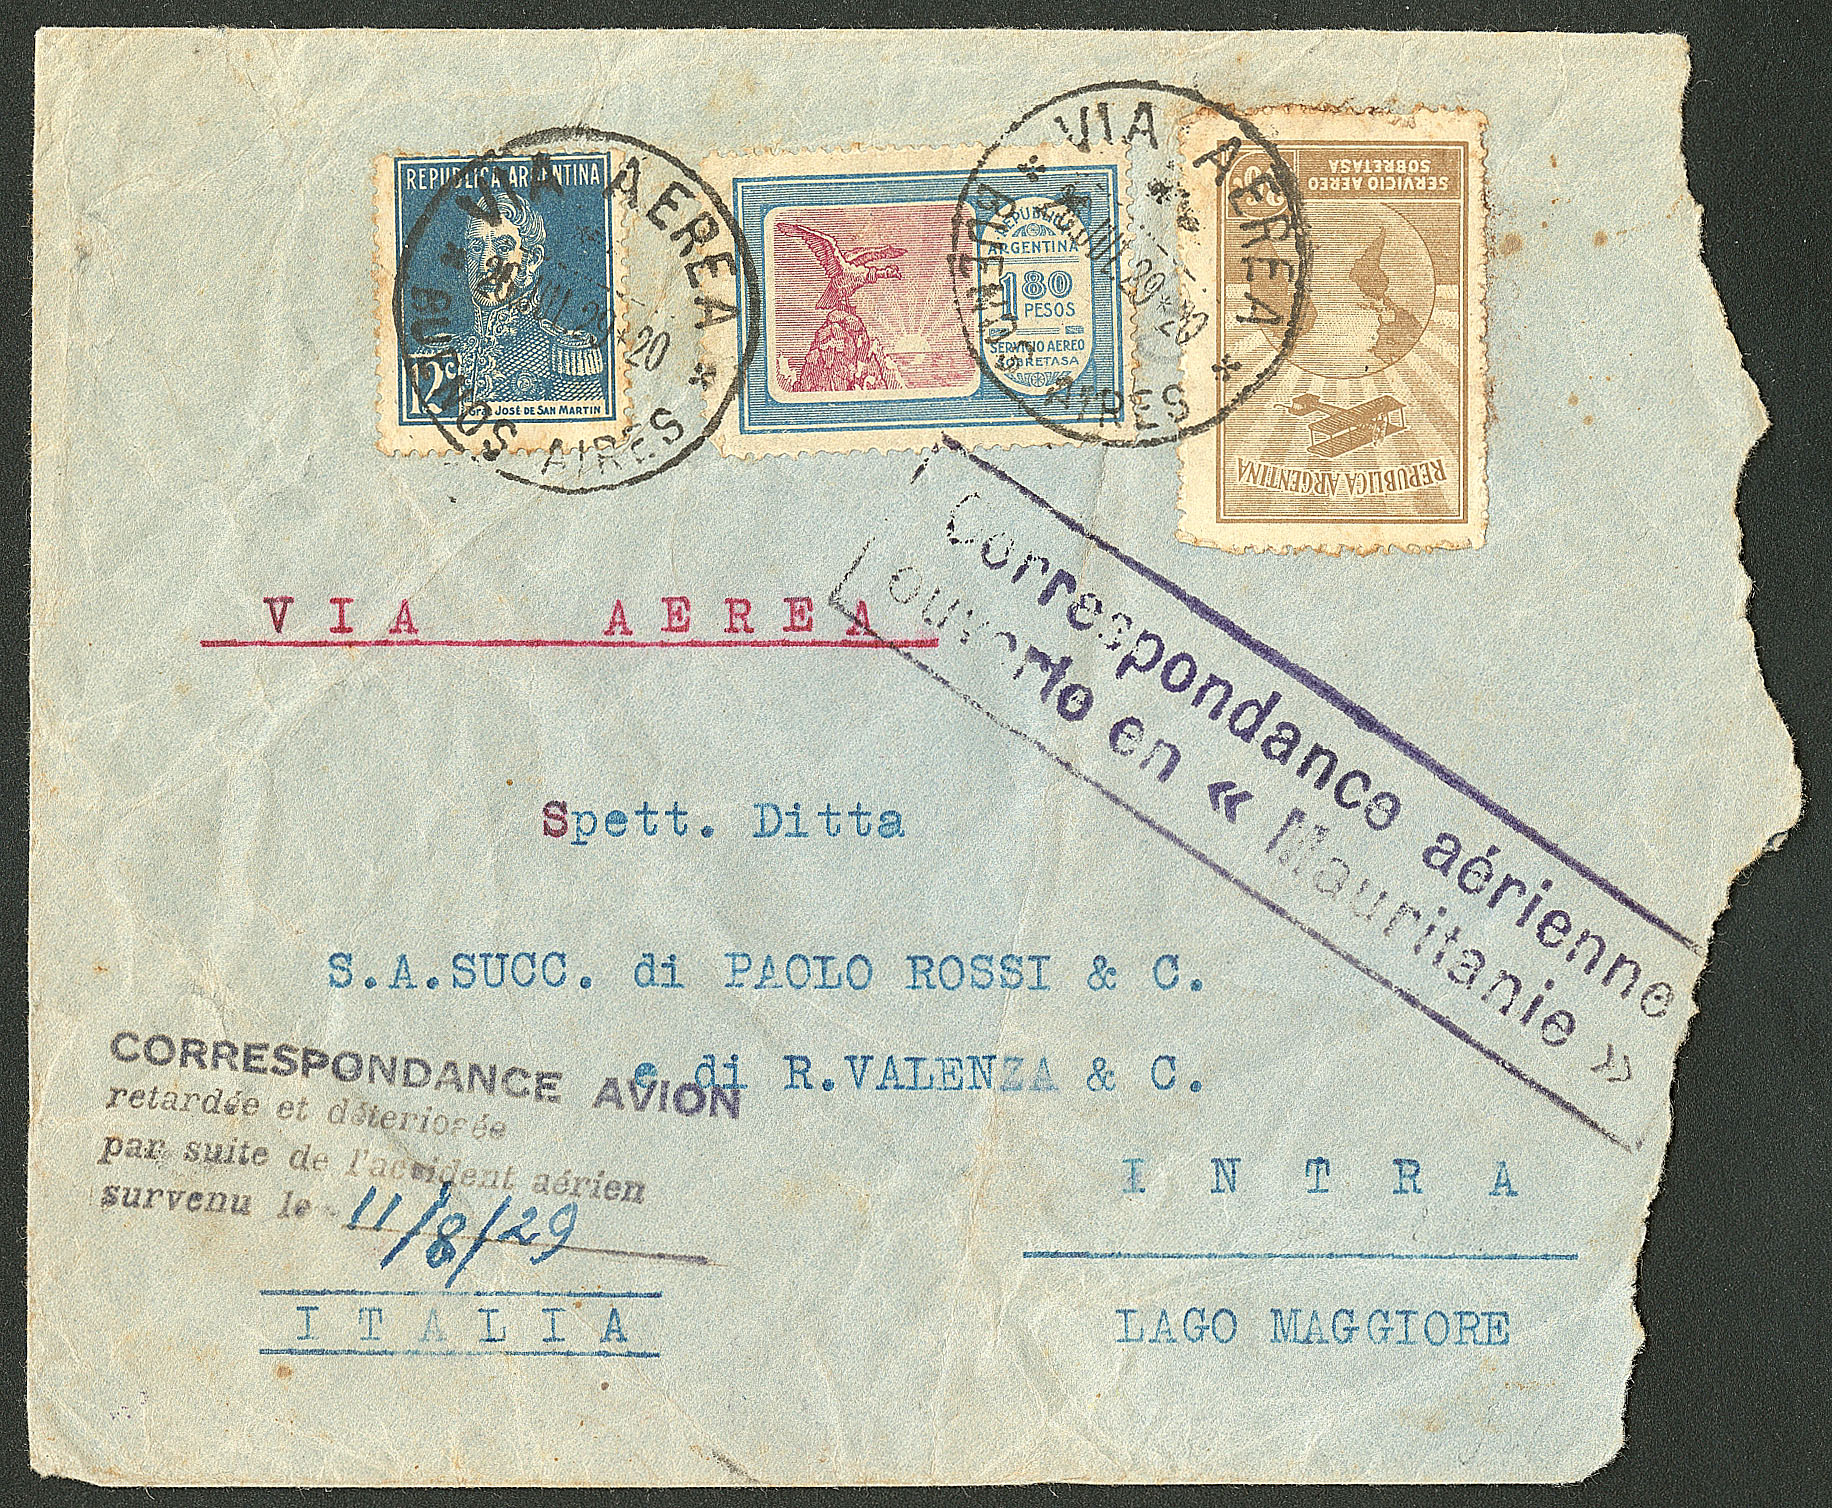 REPUBLICA ARGENTINA
12c
Gral José DE SAN MARTIN
VIA AEREA
BUENOS AIRES
REPUBLICA
ARGENTINA
1 80
PESOS
SERVICIO AEREO
SOBRETASA
VIA AEREA
BUENOS AIRES
SERVICIO AEREO
SOBRETASA
REPUBLICA ARGENTINA
VIA AEREA
Correspondance aérienne
ouverte en « Mauritanie »
Spett. Ditta
S.A.SUCC. di PAOLO ROSSI & C.
e di R.VALENZA & C.
CORRESPONDANCE AVION
retardée et détériorée
par suite de l'accident aérien
survenu le 11/8/29
INTRA
ITALIA
LAGO MAGGIORE